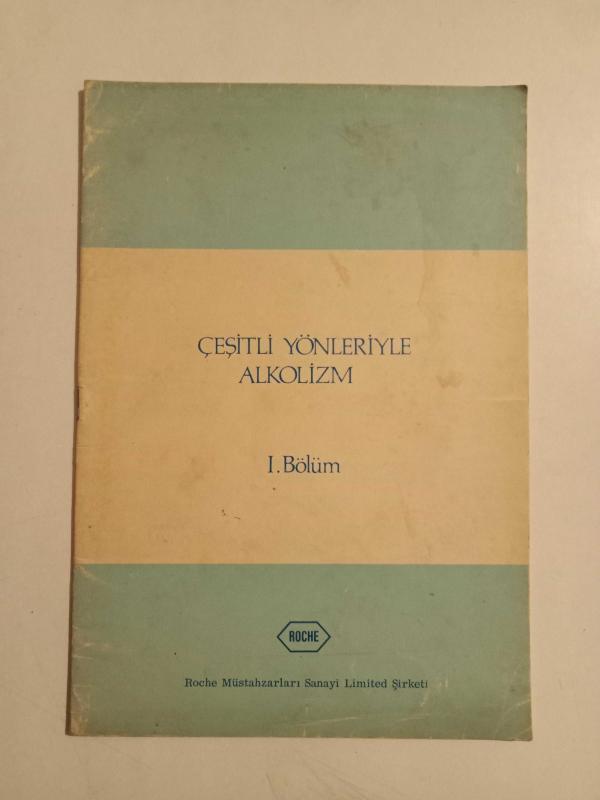 ÇEŞİTLİ YÖNLERİYLE
ALKOLİZM
I. Bölüm
ROCHE
Roche Müstahzarları Sanayi Limited Şirketi